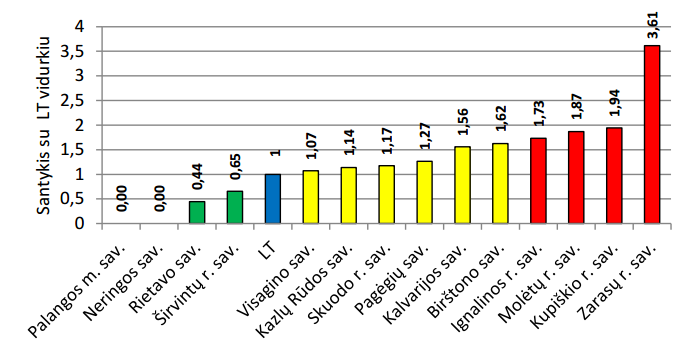 Santykis su LT vidurkiu
4
3,5
3
2,5
2
1,5
1
0,5
0
0,00
0,00
0,44
0,65
1
1,07
1,14
1,17
1,27
1,56
1,62
1,73
1,87
1,94
3,61
Palangos m. sav.
Neringos sav.
Rietavo sav.
Širvintų r. sav.
LT
Visagino sav.
Kazlų Rūdos sav.
Skuodo r. sav.
Pagėgių sav.
Kalvarijos sav.
Birštono sav.
Ignalinos r. sav.
Molėtų r. sav.
Kupiškio r. sav.
Zarasų r. sav.